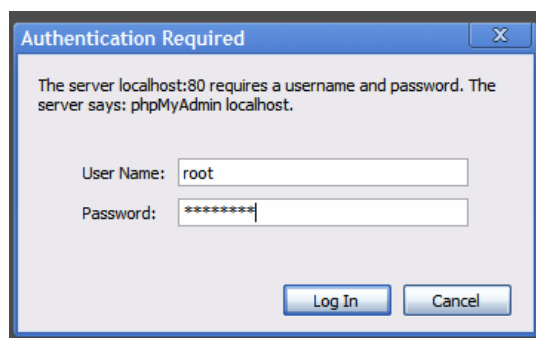 Authentication Required
X
The server localhost:80 requires a username and password. The
server says: phpMyAdmin localhost.
User Name: root
Password: ********
Log In Cancel